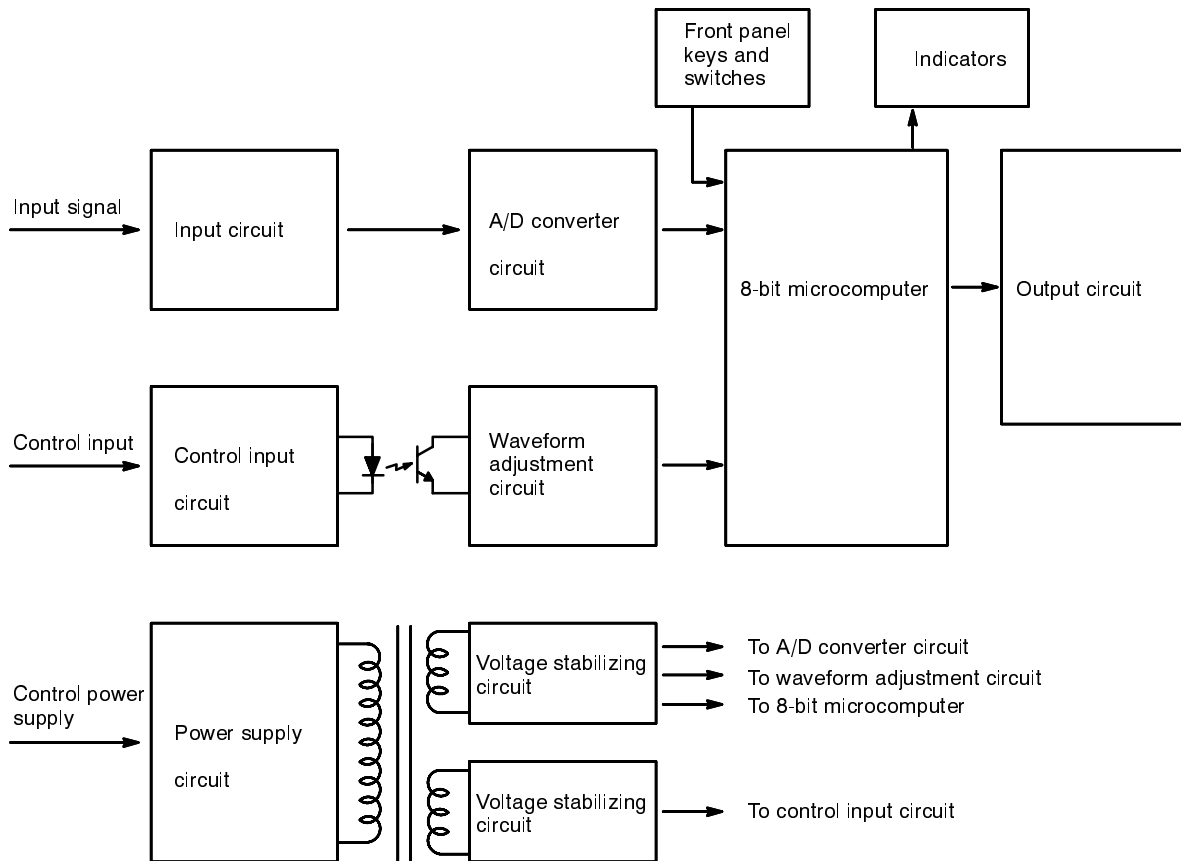 Front panel
keys and
switches
Indicators
Input signal
Input circuit
A/D converter
circuit
8-bit microcomputer
Output circuit
Control input
Control input
circuit
Waveform
adjustment
circuit
Control power
supply
Power supply
circuit
Voltage stabilizing
circuit
To A/D converter circuit
To waveform adjustment circuit
To 8-bit microcomputer
Voltage stabilizing
circuit
To control input circuit